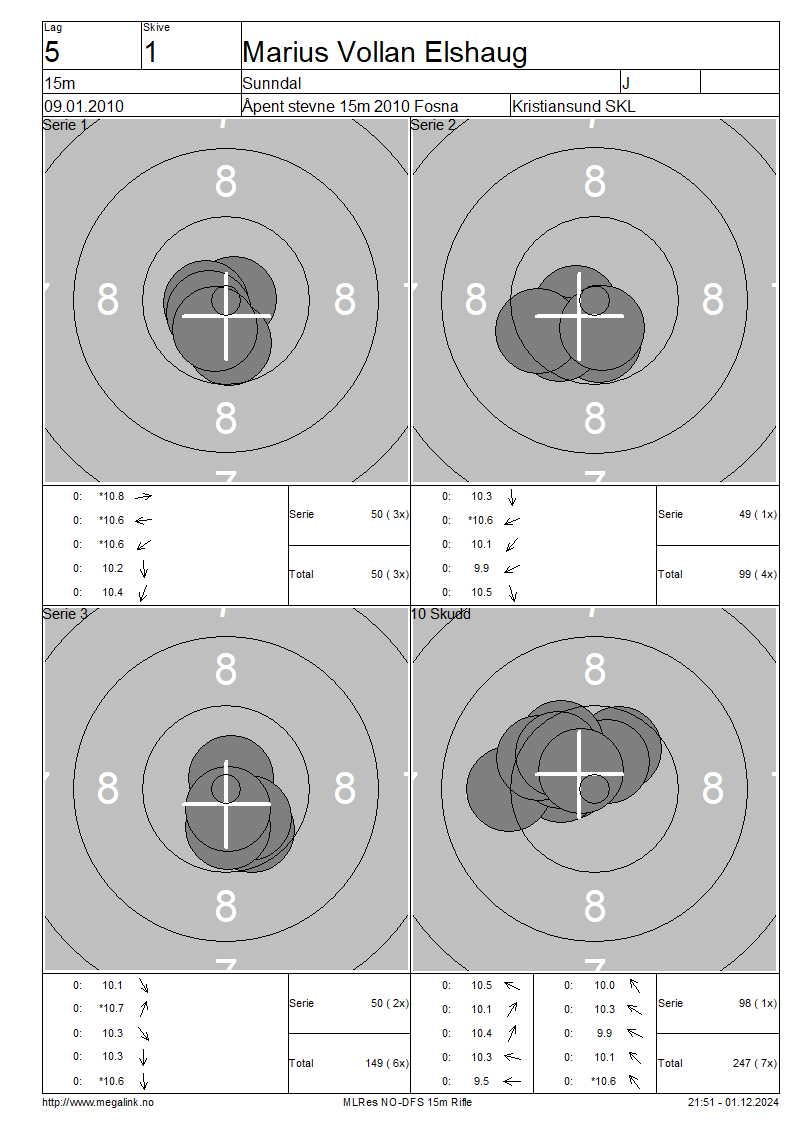 Lag Skive
5 1 Marius Vollan Elshaug
15m Sunndal J
09.01.2010 Åpent stevne 15m 2010 Fosna Kristiansund SKL
Serie 1 Serie 2
7 7
8 8
7 8 8 7 8 8 7
8 8
7 7
0: *10.8 0: 10.3
Serie 50 ( 3x) Serie 49 ( 1x)
0: *10.6 0: *10.6
0: *10.6 0: 10.1
0: 10.2 0: 9.9
Total 50 ( 3x) Total 99 ( 4x)
0: 10.4 0: 10.5
Serie 3 10 Skudd
7 7
8 8
7 8 8 7 8 8 7
8 8
7 7
0: 10.1 0: 10.5 0: 10.0
Serie 50 ( 2x) Serie 98 ( 1x)
0: *10.7 0: 10.1 0: 10.3
0: 10.3 0: 10.4 0: 9.9
0: 10.3 0: 10.3 0: 10.1
Total 149 ( 6x) Total 247 ( 7x)
0: *10.6 0: 9.5 0: *10.6
http://www.megalink.no MLRes NO-DFS 15m Rifle 21:51 - 01.12.2024